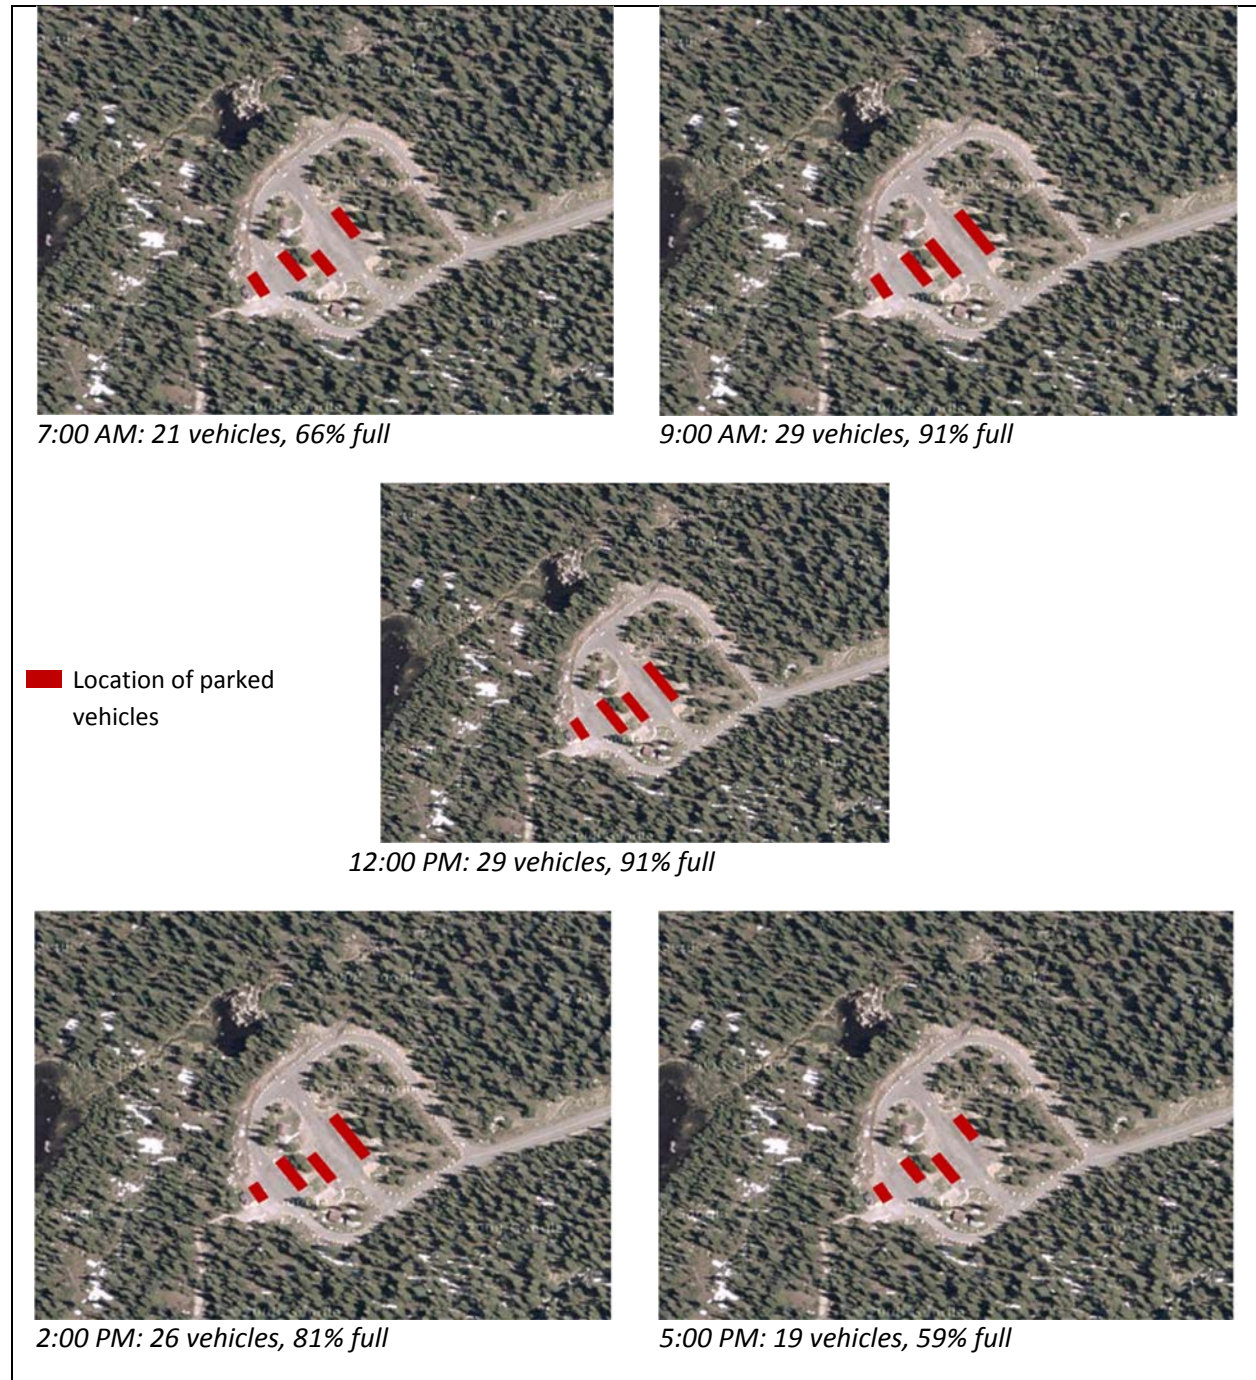 7:00 AM: 21 vehicles, 66% full
9:00 AM: 29 vehicles, 91% full
Location of parked
vehicles
12:00 PM: 29 vehicles, 91% full
2:00 PM: 26 vehicles, 81% full
5:00 PM: 19 vehicles, 59% full